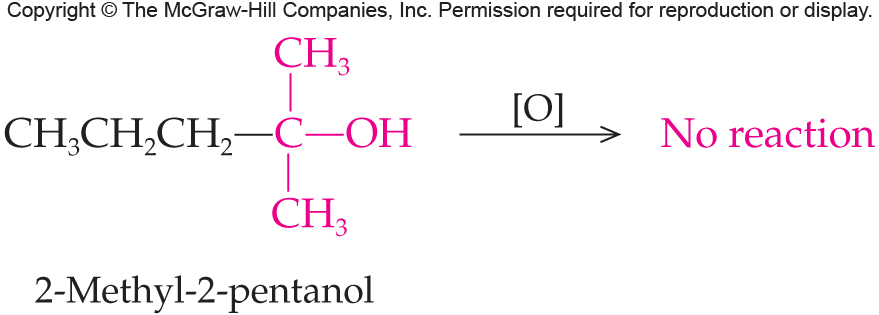 Copyright © The McGraw-Hill Companies, Inc. Permission required for reproduction or display.
CH₃
CH₃CH₂CH₂—C—OH [O] No reaction
CH₃
2-Methyl-2-pentanol